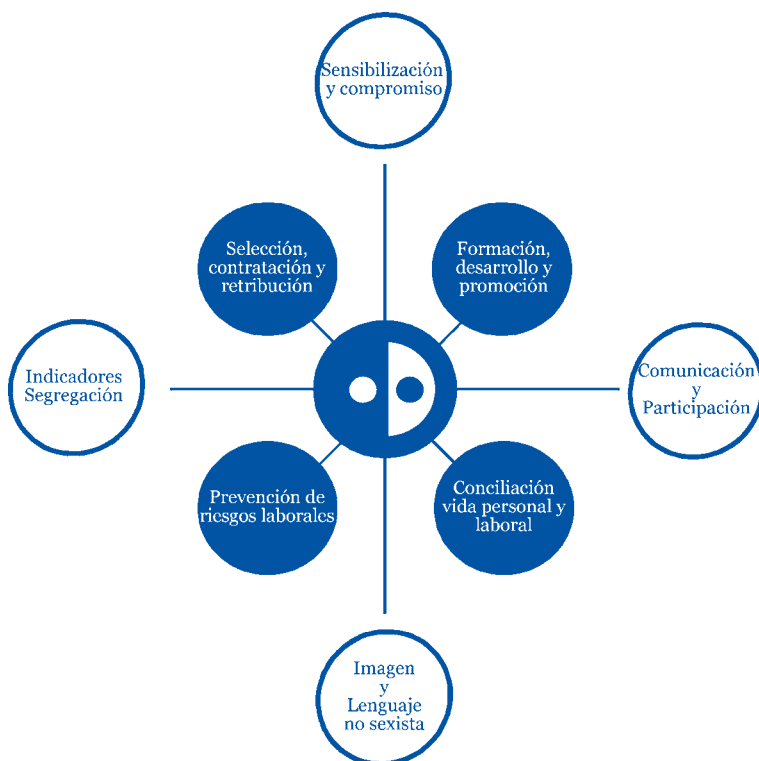 Sensibilización
y compromiso
Selección,
contratación y
retribución
Formación,
desarrollo y
promoción
Indicadores
Segregación
Comunicación
y
Participación
Prevención de
riesgos laborales
Conciliación
vida personal y
laboral
Imagen
y
Lenguaje
no sexista